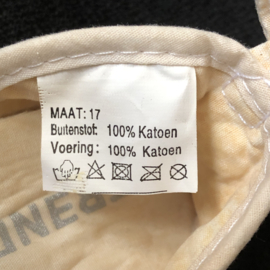 MAAT: 17
Buitenstof: 100% Katoen
Voering: 100% Katoen